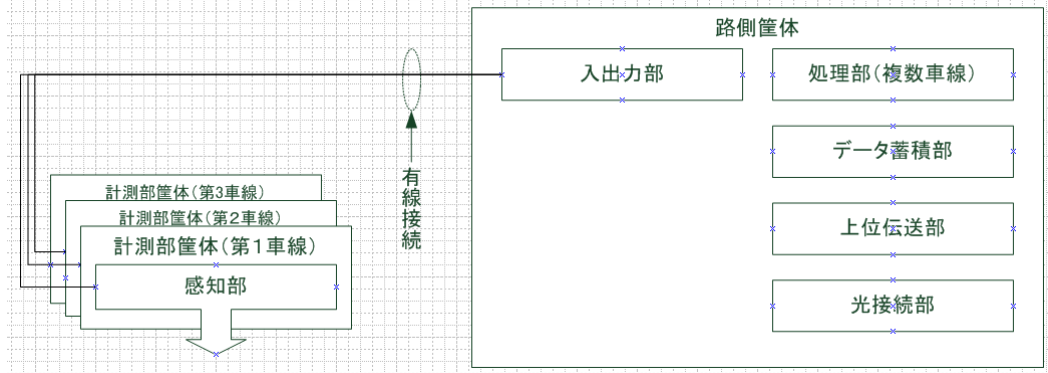 路側筐体
入出力部
処理部(複数車線)
データ蓄積部
上位伝送部
光接続部
有線接続
計測部筐体(第3車線)
計測部筐体(第2車線)
計測部筐体(第1車線)
感知部